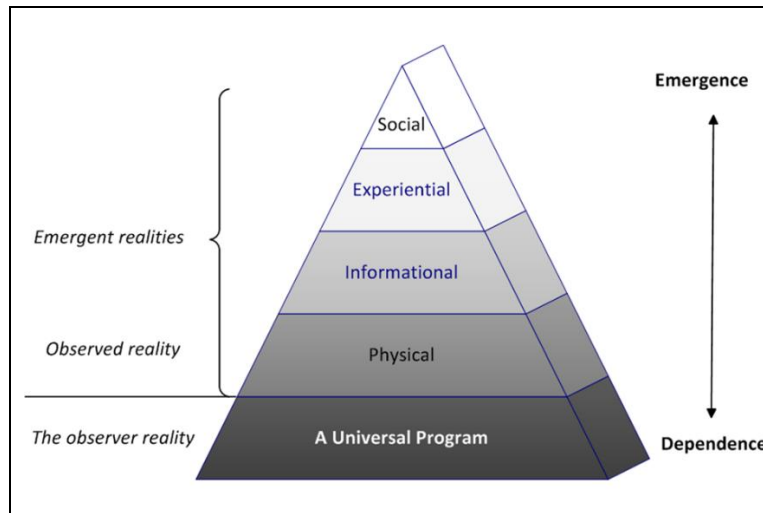 Emergence
Social
Experiential
Emergent realities
Informational
Observed reality
Physical
The observer reality
A Universal Program
Dependence